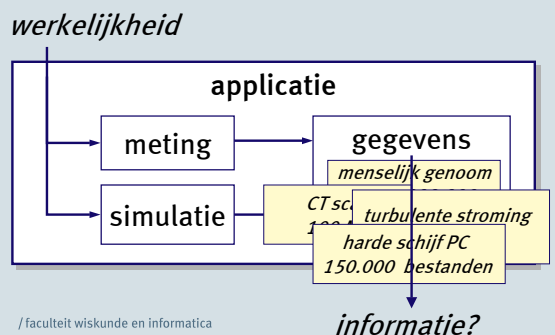 werkelijkheid
applicatie
meting
gegevens
menselijk genoom
simulatie
CT
turbulente stroming
harde schijf PC
150.000 bestanden
/ faculteit wiskunde en informatica
informatie?